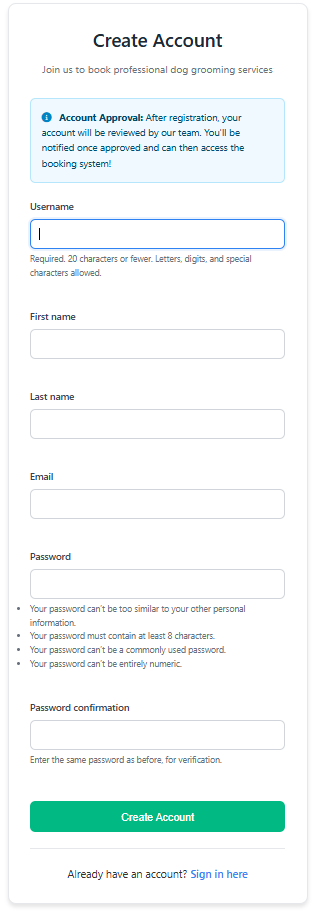 Create Account
Join us to book professional dog grooming services
Account Approval: After registration, your
account will be reviewed by our team. You'll be
notified once approved and can then access the
booking system!
Username
Required. 20 characters or fewer. Letters, digits, and special
characters allowed.
First name
Last name
Email
Password
• Your password can't be too similar to your other personal
information.
• Your password must contain at least 8 characters.
• Your password can't be a commonly used password.
• Your password can't be entirely numeric.
Password confirmation
Enter the same password as before, for verification.
Create Account
Already have an account? Sign in here